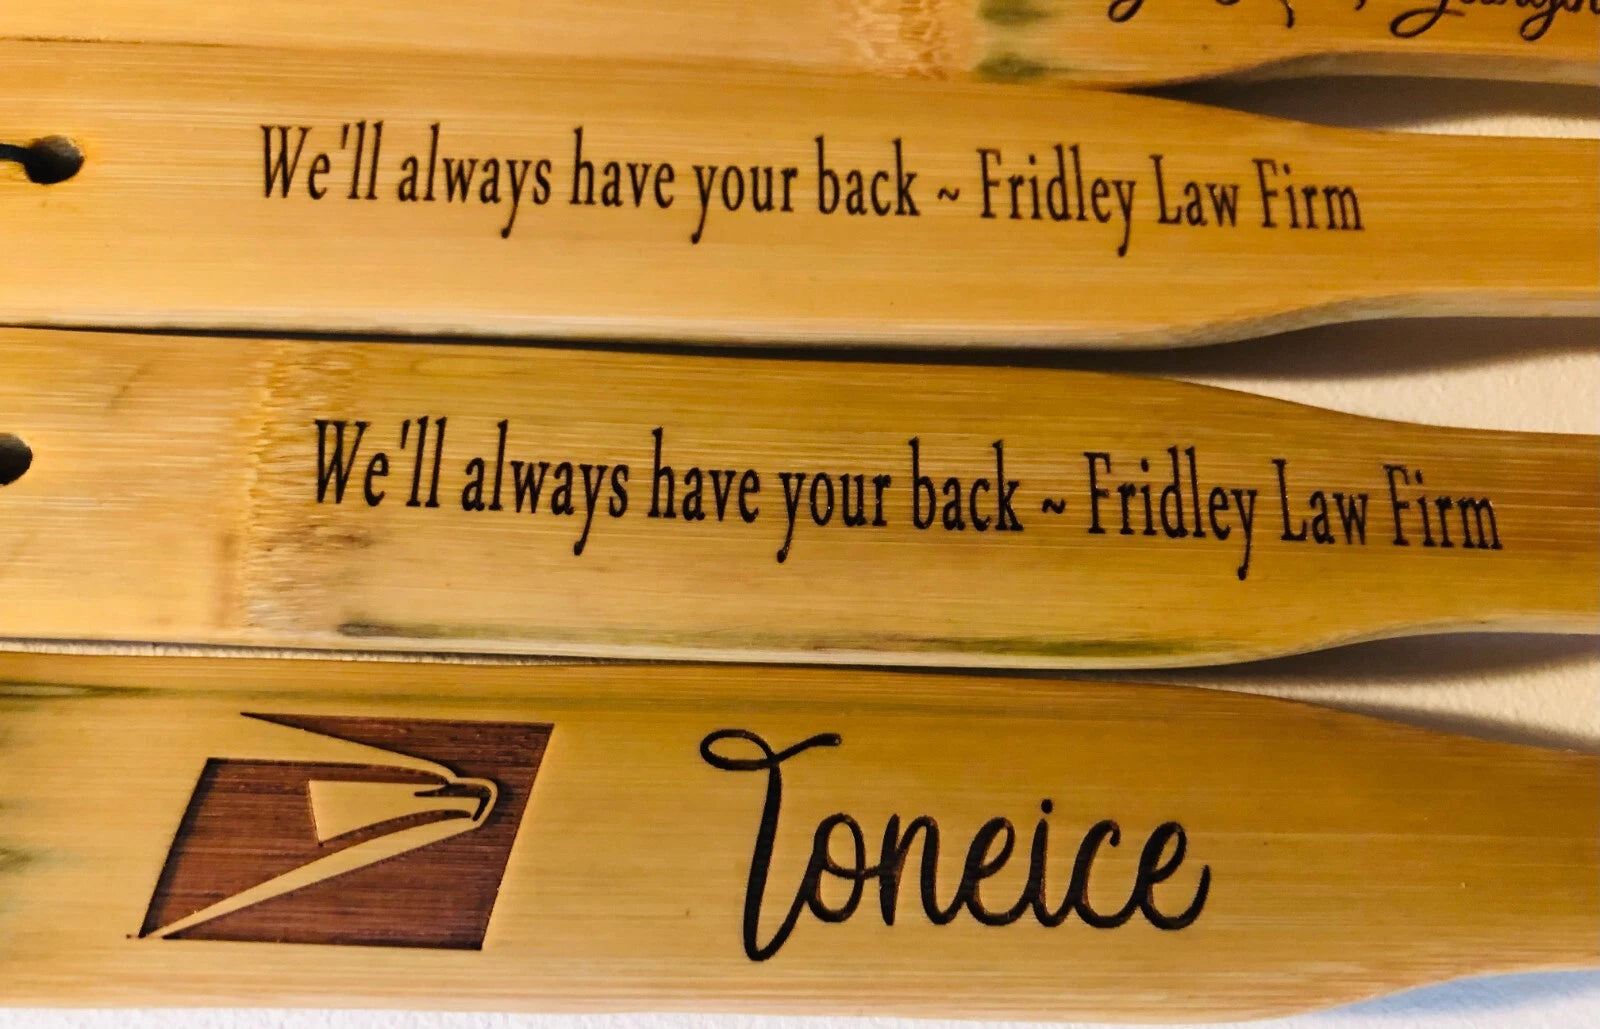 We'll always have your back ~ Fridley Law Firm
We'll always have your back ~ Fridley Law Firm
Toneice